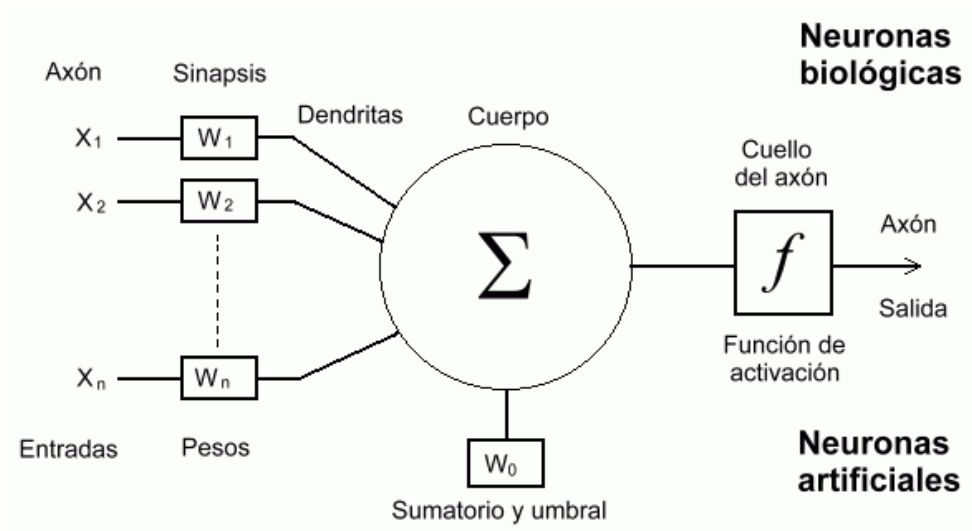 Neuronas
biológicas
Axón
Sinapsis
Dendritas
Cuerpo
X₁
W₁
X₂
W₂
Cuello
del axón
Σ
f
Axón
Salida
Función de
activación
Xₙ
Wₙ
Entradas
Pesos
W₀
Sumatorio y umbral
Neuronas
artificiales